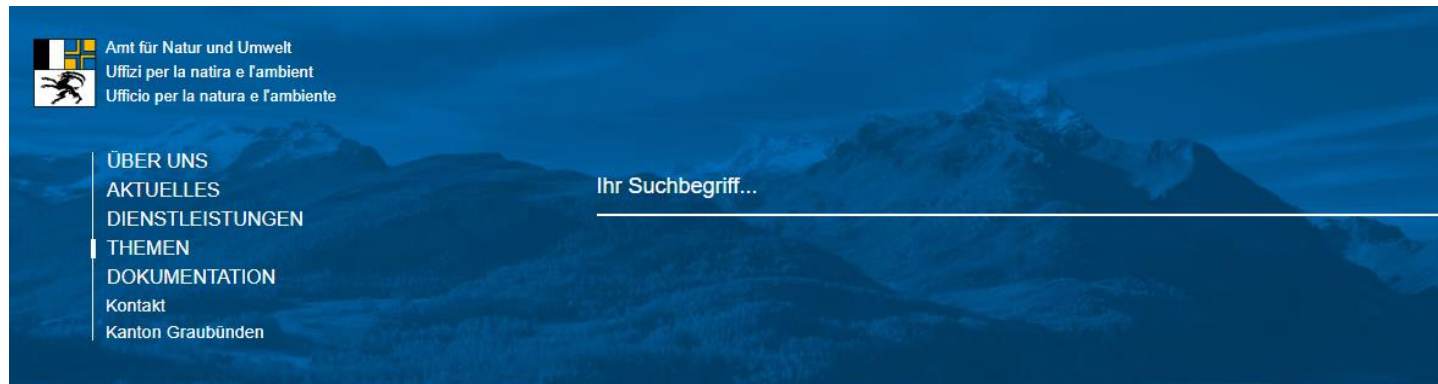 Amt für Natur und Umwelt
Uffizi per la natira e l'ambient
Ufficio per la natura e l'ambiente
ÜBER UNS
AKTUELLES
DIENSTLEISTUNGEN
THEMEN
DOKUMENTATION
Kontakt
Kanton Graubünden
Ihr Suchbegriff...